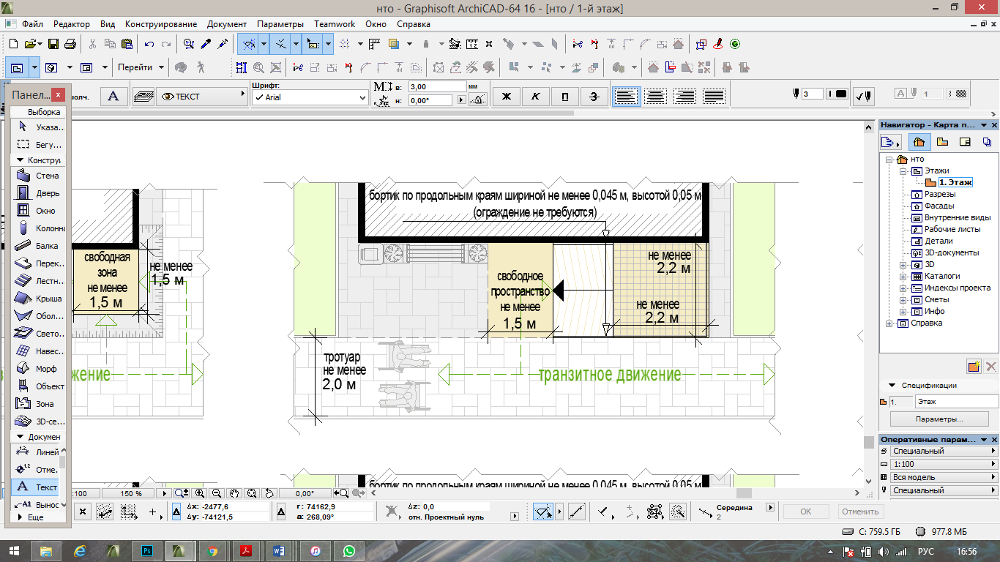 нто - Graphisoft ArchiCAD-64 16 - [нто / 1-й этаж]
Файл Редактор Вид Конструирование Документ Параметры Teamwork Окно Справка
Перейти
Панел...
молч.
ТЕКСТ
Шрифт:
Arial
в: 3,00 мм
н: 0,00°
Ж К П З
3
1
Выборка
Указа...
Бегу...
Констру
Стена
Дверь
Окно
Колонна
Балка
Перек...
Лестн...
Крыша
Обол...
Свето...
Навес...
Морф
Объект
Зона
3D-се...
Докумен
Линей
Отме.
Текст
Вынос
Еще
свободная
зона
не менее
1,5 м
не менее
1,5 м
жение
бортик по продольным краям шириной не менее 0,045 м, высотой 0,05 м
(ограждение не требуются)
свободное
пространство
не менее
1,5 м
не менее
2,2 м
не менее
2,2 м
тротуар
не менее
2,0 м
транзитное движение
бортик по продольным краям шириной не менее 0,045 м, высотой 0,05 м
Навигатор - Карта п...
нто
Этажи
1. Этаж
Разрезы
Фасады
Внутренние виды
Рабочие листы
Детали
3D-документы
3D
Каталоги
Индексы проекта
Сметы
Инфо
Справка
Спецификации
1. Этаж
Параметры...
Оперативные парам...
Специальный
1:100
Вся модель
Специальный
:100 150 % 0,00°
Δx: -2477,6
Δy: -74121,5
r: 74162,9
a: 268,09°
Δz: 0,0
отн. Проектный нуль
Середина
2
ОК Отменить
C: 759.5 ГБ 977.8 МБ
РУС 16:56